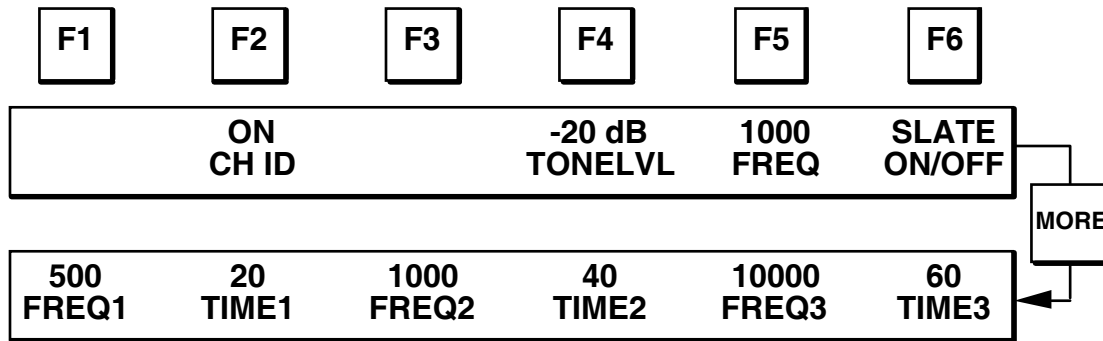 F1 F2 F3 F4 F5 F6
ON -20 dB 1000 SLATE
CH ID TONELVL FREQ ON/OFF
MORE
500 20 1000 40 10000 60
FREQ1 TIME1 FREQ2 TIME2 FREQ3 TIME3